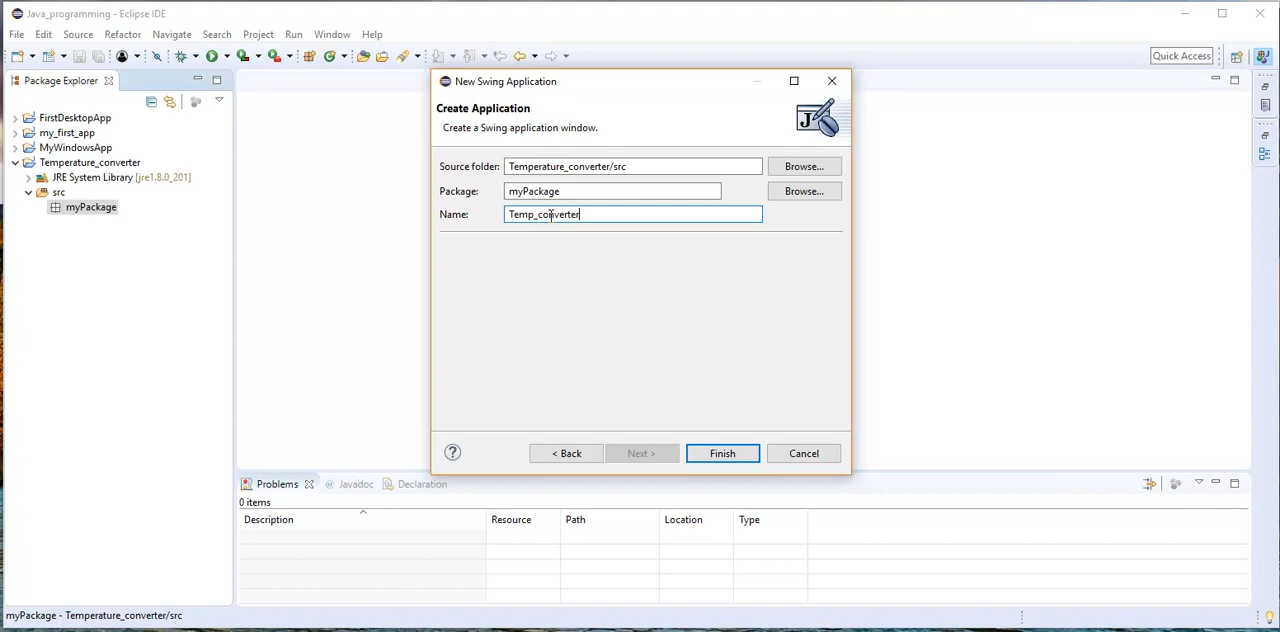 Java_programming - Eclipse IDE
File Edit Source Refactor Navigate Search Project Run Window Help
Quick Access
Package Explorer
FirstDesktopApp
my_first_app
MyWindowsApp
Temperature_converter
JRE System Library [jre1.8.0_201]
src
myPackage
New Swing Application
Create Application
Create a Swing application window.
Source folder: Temperature_converter/src Browse...
Package: myPackage Browse...
Name: Temp_converter
? < Back Next > Finish Cancel
Problems @ Javadoc Declaration
0 items
Description Resource Path Location Type
myPackage - Temperature_converter/src